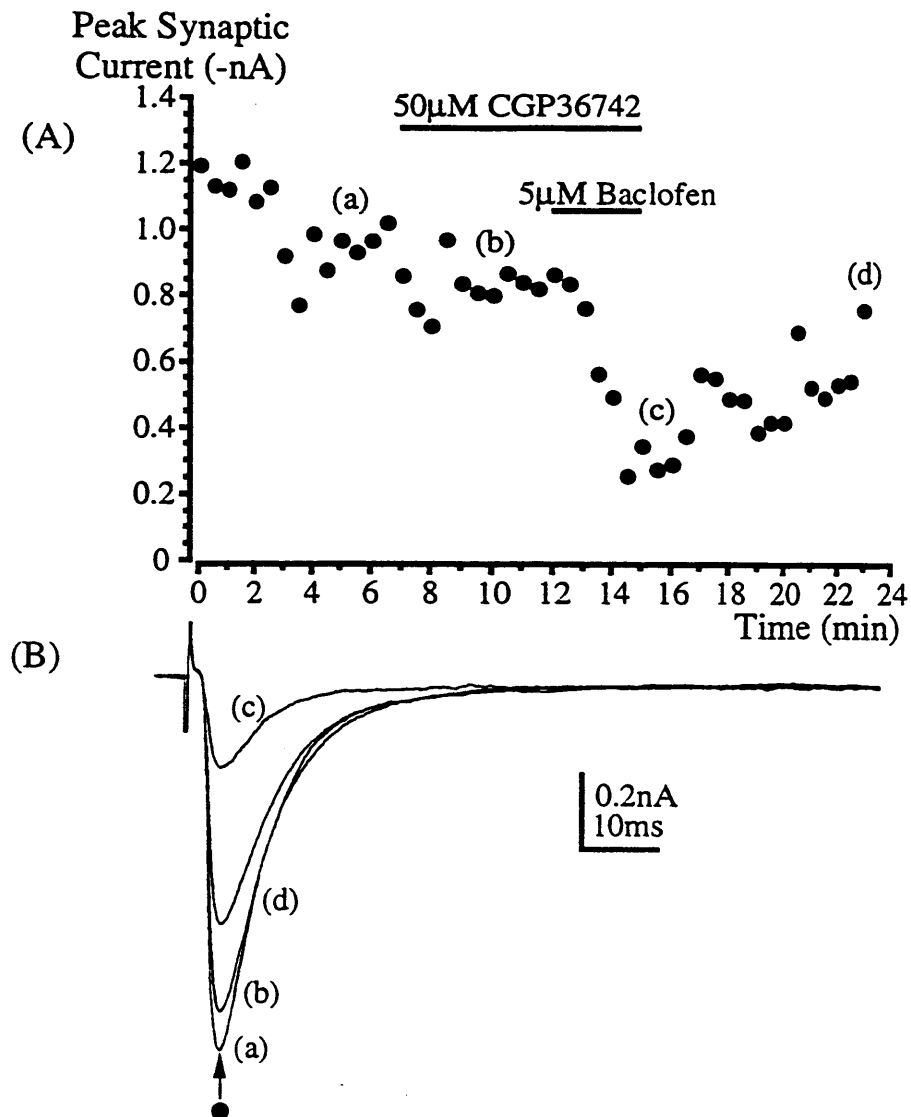 Peak Synaptic
Current (-nA)
(A)
1.4
1.2
1.0
0.8
0.6
0.4
0.2
0
50μM CGP36742
5μM Baclofen
(a)
(b)
(c)
(d)
0 2 4 6 8 10 12 14 16 18 20 22 24
Time (min)
(B)
(c)
(d)
(b)
(a)
0.2nA
10ms